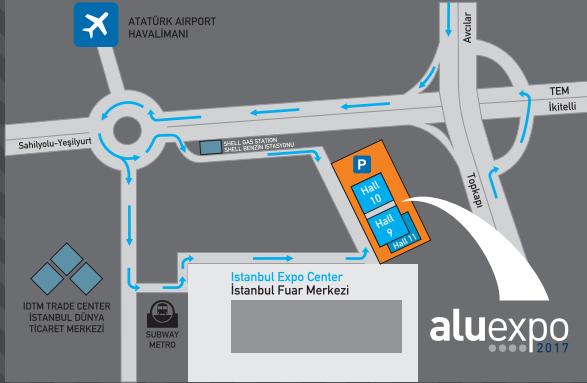 ATATÜRK AIRPORT
HAVALİMANI
Avcılar
TEM
İkitelli
Sahilyolu-Yeşilyurt
SHELL GAS STATION
SHELL BENZİN İSTASYONU
P
Hall
10
Hall
9
Hall 11
Topkapı
Istanbul Expo Center
İstanbul Fuar Merkezi
IDTM TRADE CENTER
İSTANBUL DÜNYA
TİCARET MERKEZİ
SUBWAY
METRO
aluexpo
2017